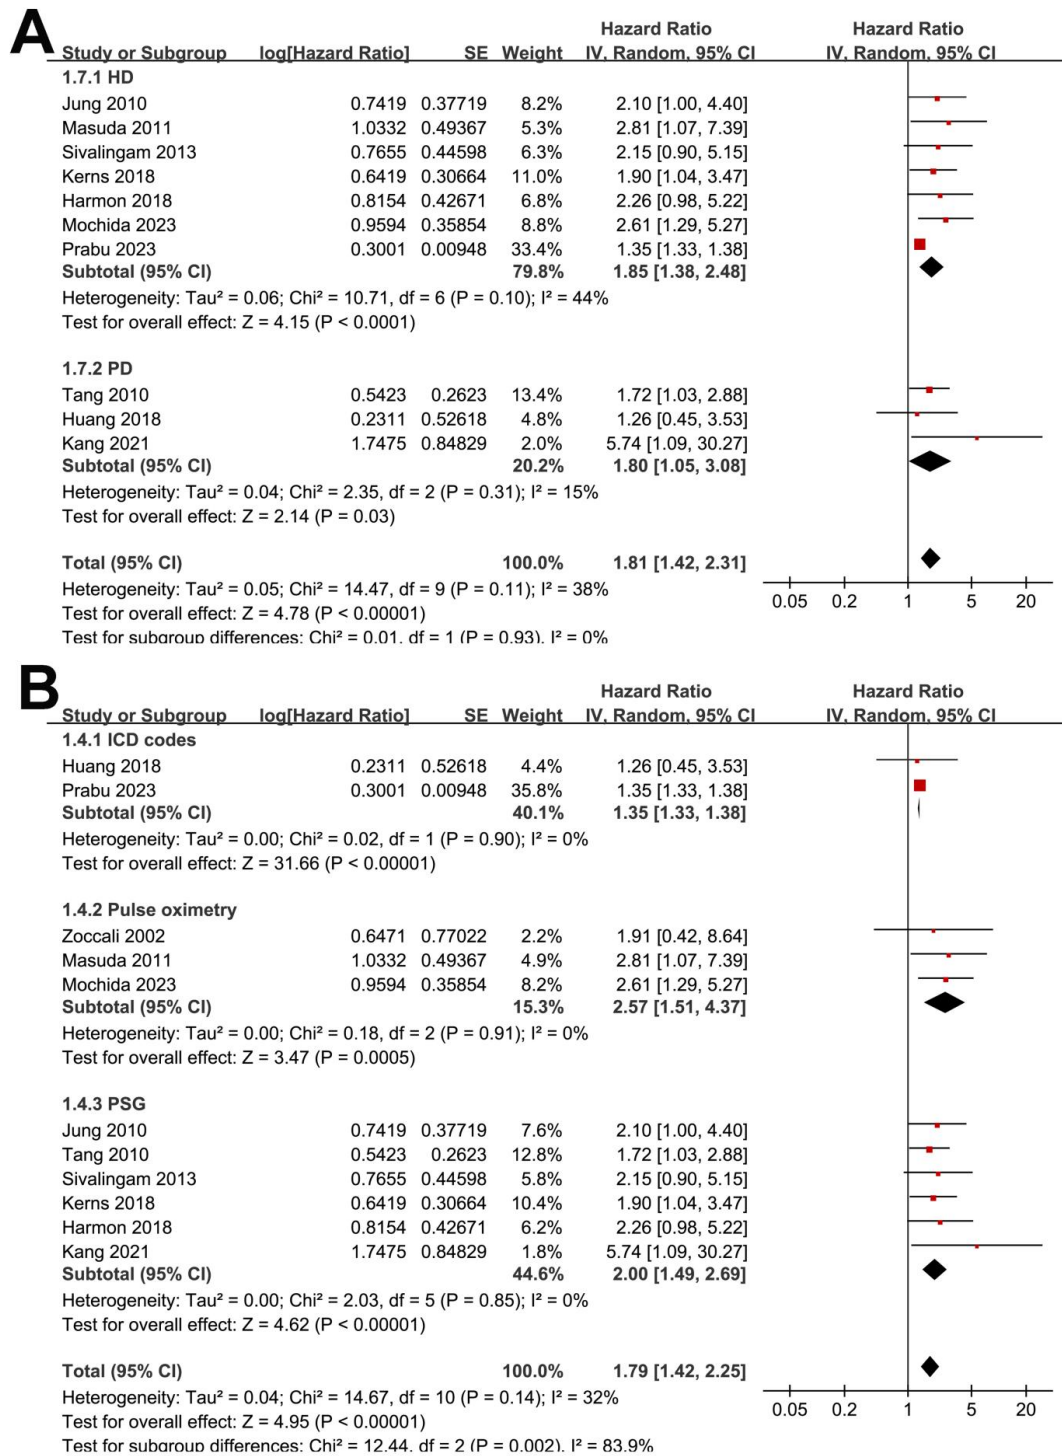 A
Hazard Ratio Hazard Ratio
Study or Subgroup log[Hazard Ratio] SE Weight IV, Random, 95% CI IV, Random, 95% CI
1.7.1 HD
Jung 2010 0.7419 0.37719 8.2% 2.10 [1.00, 4.40]
Masuda 2011 1.0332 0.49367 5.3% 2.81 [1.07, 7.39]
Sivalingam 2013 0.7655 0.44598 6.3% 2.15 [0.90, 5.15]
Kerns 2018 0.6419 0.30664 11.0% 1.90 [1.04, 3.47]
Harmon 2018 0.8154 0.42671 6.8% 2.26 [0.98, 5.22]
Mochida 2023 0.9594 0.35854 8.8% 2.61 [1.29, 5.27]
Prabu 2023 0.3001 0.00948 33.4% 1.35 [1.33, 1.38]
Subtotal (95% CI) 79.8% 1.85 [1.38, 2.48]
Heterogeneity: Tau² = 0.06; Chi² = 10.71, df = 6 (P = 0.10); I² = 44%
Test for overall effect: Z = 4.15 (P < 0.0001)
1.7.2 PD
Tang 2010 0.5423 0.2623 13.4% 1.72 [1.03, 2.88]
Huang 2018 0.2311 0.52618 4.8% 1.26 [0.45, 3.53]
Kang 2021 1.7475 0.84829 2.0% 5.74 [1.09, 30.27]
Subtotal (95% CI) 20.2% 1.80 [1.05, 3.08]
Heterogeneity: Tau² = 0.04; Chi² = 2.35, df = 2 (P = 0.31); I² = 15%
Test for overall effect: Z = 2.14 (P = 0.03)
Total (95% CI) 100.0% 1.81 [1.42, 2.31]
Heterogeneity: Tau² = 0.05; Chi² = 14.47, df = 9 (P = 0.11); I² = 38%
Test for overall effect: Z = 4.78 (P < 0.00001)
Test for subgroup differences: Chi² = 0.01, df = 1 (P = 0.93), I² = 0%
0.05 0.2 1 5 20
B
Hazard Ratio Hazard Ratio
Study or Subgroup log[Hazard Ratio] SE Weight IV, Random, 95% CI IV, Random, 95% CI
1.4.1 ICD codes
Huang 2018 0.2311 0.52618 4.4% 1.26 [0.45, 3.53]
Prabu 2023 0.3001 0.00948 35.8% 1.35 [1.33, 1.38]
Subtotal (95% CI) 40.1% 1.35 [1.33, 1.38]
Heterogeneity: Tau² = 0.00; Chi² = 0.02, df = 1 (P = 0.90); I² = 0%
Test for overall effect: Z = 31.66 (P < 0.00001)
1.4.2 Pulse oximetry
Zoccali 2002 0.6471 0.77022 2.2% 1.91 [0.42, 8.64]
Masuda 2011 1.0332 0.49367 4.9% 2.81 [1.07, 7.39]
Mochida 2023 0.9594 0.35854 8.2% 2.61 [1.29, 5.27]
Subtotal (95% CI) 15.3% 2.57 [1.51, 4.37]
Heterogeneity: Tau² = 0.00; Chi² = 0.18, df = 2 (P = 0.91); I² = 0%
Test for overall effect: Z = 3.47 (P = 0.0005)
1.4.3 PSG
Jung 2010 0.7419 0.37719 7.6% 2.10 [1.00, 4.40]
Tang 2010 0.5423 0.2623 12.8% 1.72 [1.03, 2.88]
Sivalingam 2013 0.7655 0.44598 5.8% 2.15 [0.90, 5.15]
Kerns 2018 0.6419 0.30664 10.4% 1.90 [1.04, 3.47]
Harmon 2018 0.8154 0.42671 6.2% 2.26 [0.98, 5.22]
Kang 2021 1.7475 0.84829 1.8% 5.74 [1.09, 30.27]
Subtotal (95% CI) 44.6% 2.00 [1.49, 2.69]
Heterogeneity: Tau² = 0.00; Chi² = 2.03, df = 5 (P = 0.85); I² = 0%
Test for overall effect: Z = 4.62 (P < 0.00001)
Total (95% CI) 100.0% 1.79 [1.42, 2.25]
Heterogeneity: Tau² = 0.04; Chi² = 14.67, df = 10 (P = 0.14); I² = 32%
Test for overall effect: Z = 4.95 (P < 0.00001)
Test for subgroup differences: Chi² = 12.44, df = 2 (P = 0.002), I² = 83.9%
0.05 0.2 1 5 20